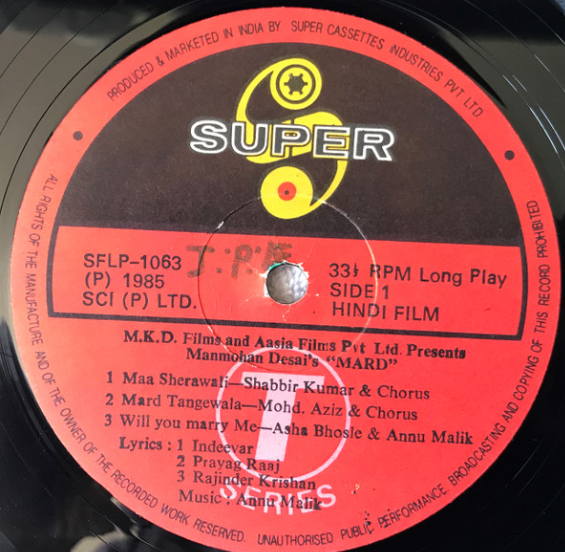 PRODUCED & MARKETED IN INDIA BY SUPER CASSETTES INDUSTRIES PVT LTD
SUPER
J.P.
SFLP-1063
(P) 1985
SCI (P) LTD.
33⅓ RPM Long Play
SIDE 1
HINDI FILM
M.K.D. Films and Aasia Films Pvt Ltd. Presents
Manmohan Desai's "MARD"
1 Maa Sherawali—Shabbir Kumar & Chorus
2 Mard Tangewala—Mohd. Aziz & Chorus
3 Will you marry Me—Asha Bhosle & Annu Malik
Lyrics : 1 Indeevar
2 Prayag Raaj
3 Rajinder Krishan
Music : Annu Malik
T
SERIES
ALL RIGHTS OF THE MANUFACTURE AND OF THE OWNER OF THE RECORDED WORK RESERVED. UNAUTHORISED PUBLIC PERFORMANCE. BROADCASTING AND COPYING OF THIS RECORD PROHIBITED